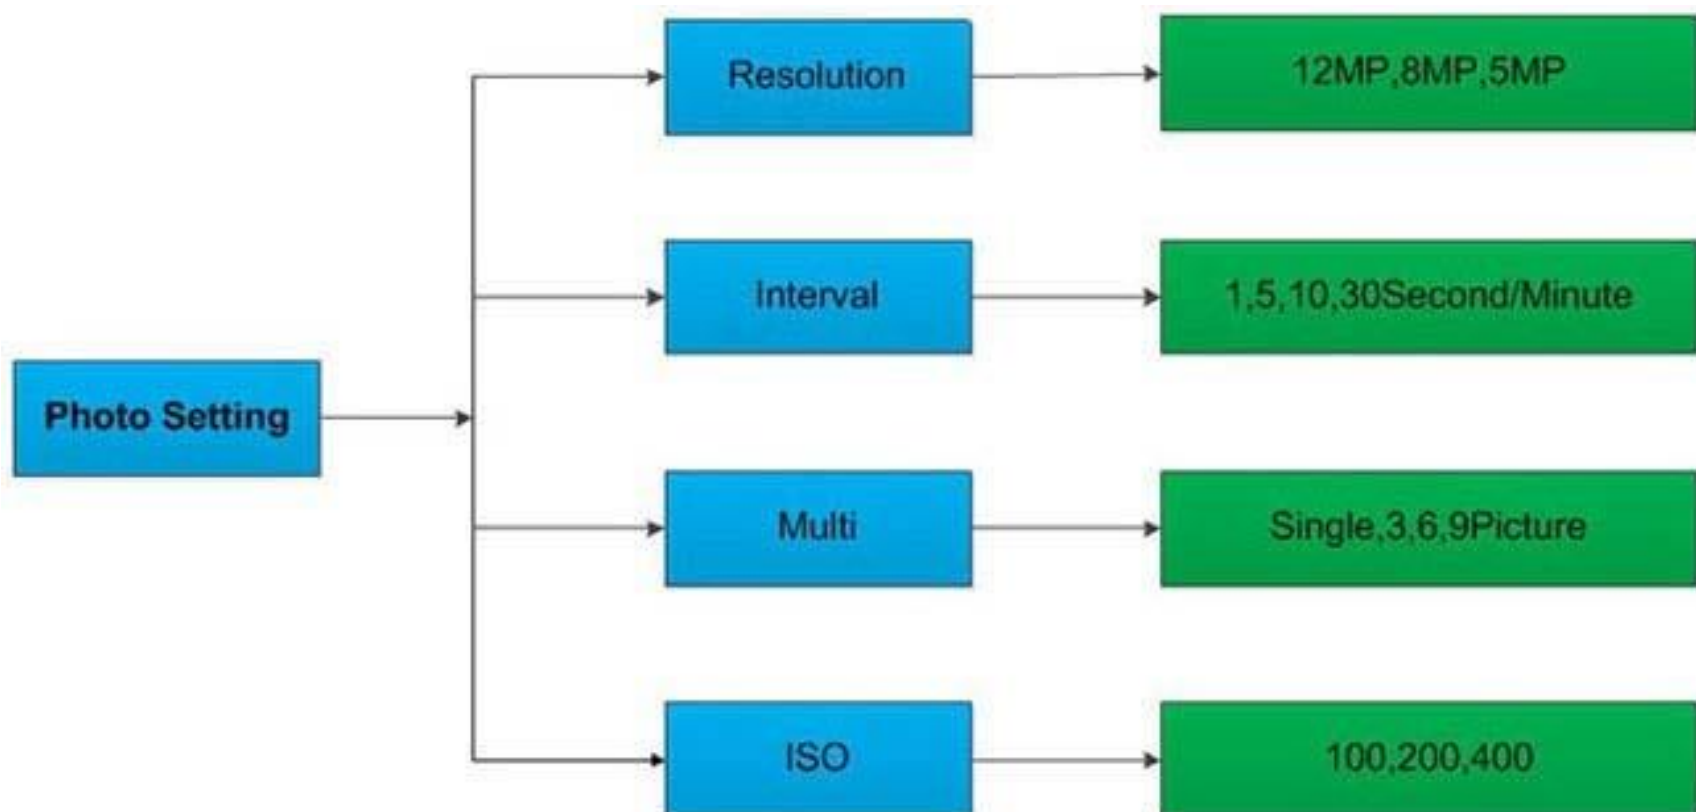 Resolution
12MP,8MP,5MP
Interval
1,5,10,30Second/Minute
Photo Setting
Multi
Single,3,6,9Picture
ISO
100,200,400